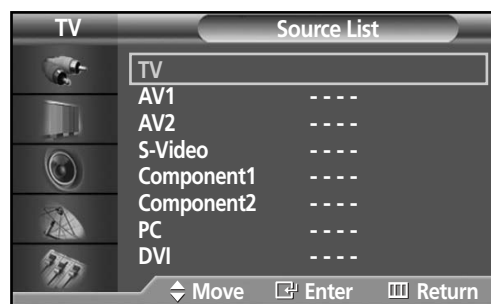 TV Source List
TV
AV1 - - - -
AV2 - - - -
S-Video - - - -
Component1 - - - -
Component2 - - - -
PC - - - -
DVI - - - -
Move Enter Return